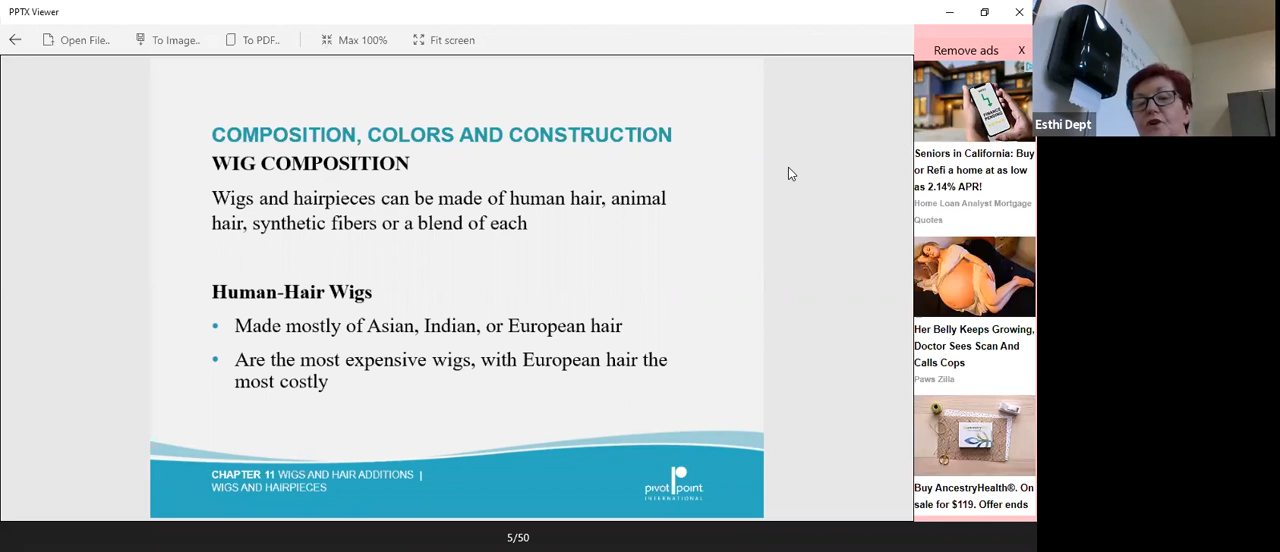 PPTX Viewer
Open File..
To Image..
To PDF..
Max 100%
Fit screen
COMPOSITION, COLORS AND CONSTRUCTION
WIG COMPOSITION
Wigs and hairpieces can be made of human hair, animal
hair, synthetic fibers or a blend of each
Human-Hair Wigs
• Made mostly of Asian, Indian, or European hair
• Are the most expensive wigs, with European hair the
most costly
CHAPTER 11 WIGS AND HAIR ADDITIONS |
WIGS AND HAIRPIECES
pivot point
INTERNATIONAL
5/50
Remove ads X
FINANCE
PENDING
Seniors in California: Buy
or Refi a home at as low
as 2.14% APR!
Home Loan Analyst Mortgage
Quotes
Her Belly Keeps Growing,
Doctor Sees Scan And
Calls Cops
Paws Zilla
Buy AncestryHealth®. On
sale for $119. Offer ends
Esthi Dept